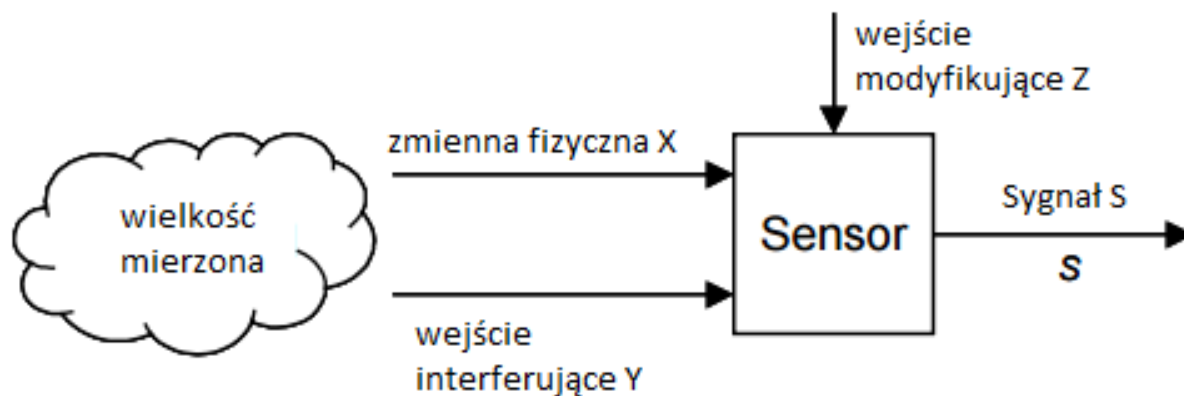 wejście
modyfikujące Z
zmienna fizyczna X
wielkość
mierzona
Sensor
Sygnał S
s
wejście
interferujące Y